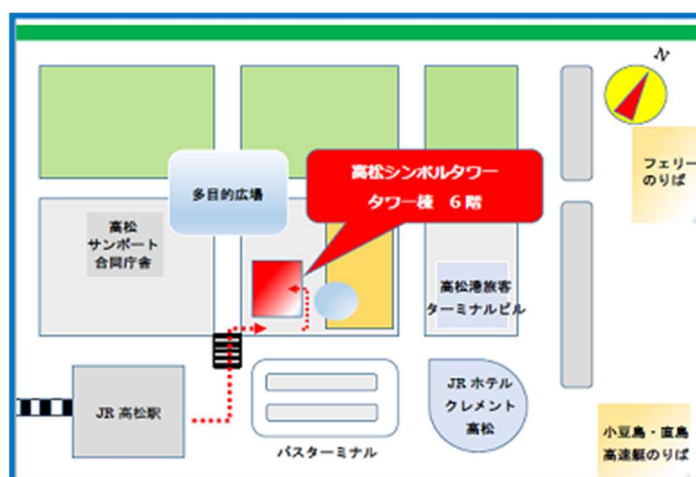 N
フェリー
のりば
高松シンボルタワー
タワー棟 6階
多目的広場
高松
サンポート
合同庁舎
高松港旅客
ターミナルビル
JR高松駅
JRホテル
クレメント
高松
バスターミナル
小豆島・直島
高速艇のりば